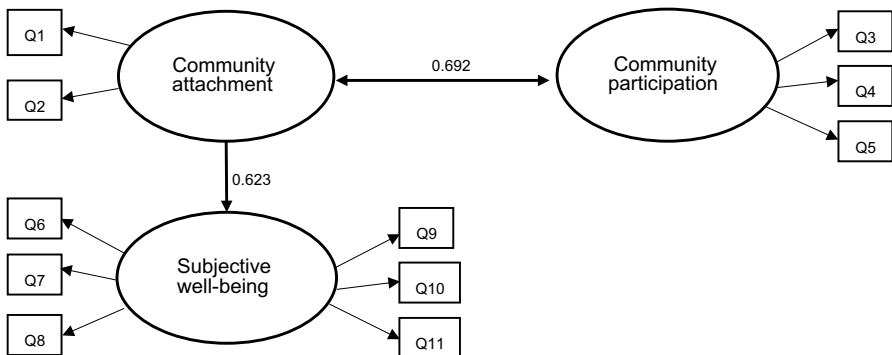 Q1
Q2
Community
attachment
0.692
Community
participation
Q3
Q4
Q5
0.623
Q6
Q7
Q8
Subjective
well-being
Q9
Q10
Q11